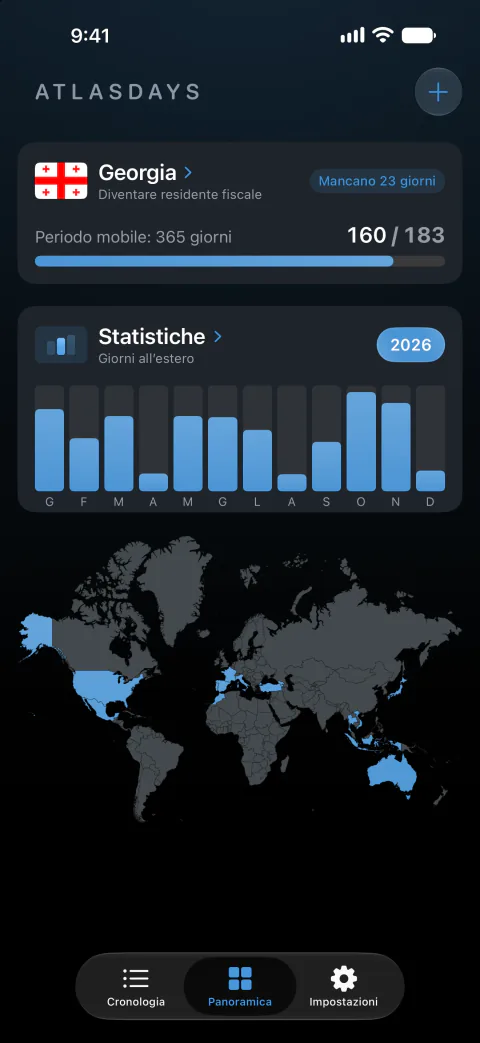 9:41
ATLASDAYS
Georgia
Diventare residente fiscale
Mancano 23 giorni
Periodo mobile: 365 giorni
160 / 183
Statistiche
Giorni all'estero
2026
G F M A M G L A S O N D
Cronologia
Panoramica
Impostazioni